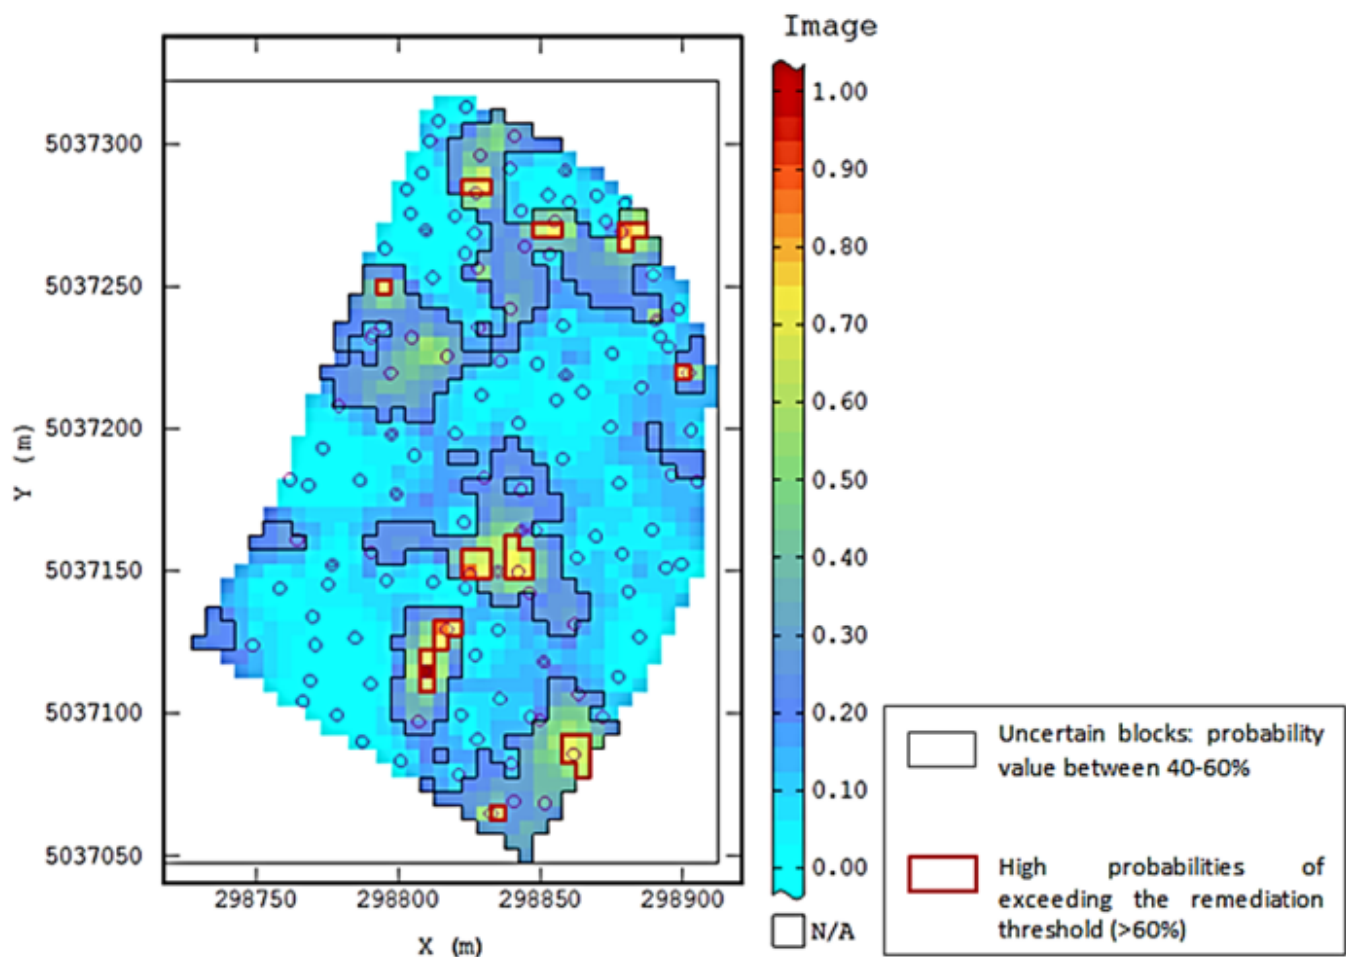 Image
1.00
0.90
0.80
0.70
0.60
0.50
0.40
0.30
0.20
0.10
0.00
N/A
5037300
5037250
5037200
5037150
5037100
5037050
Y (m)
298750 298800 298850 298900
X (m)
Uncertain blocks: probability
value between 40-60%
High probabilities of
exceeding the remediation
threshold (>60%)